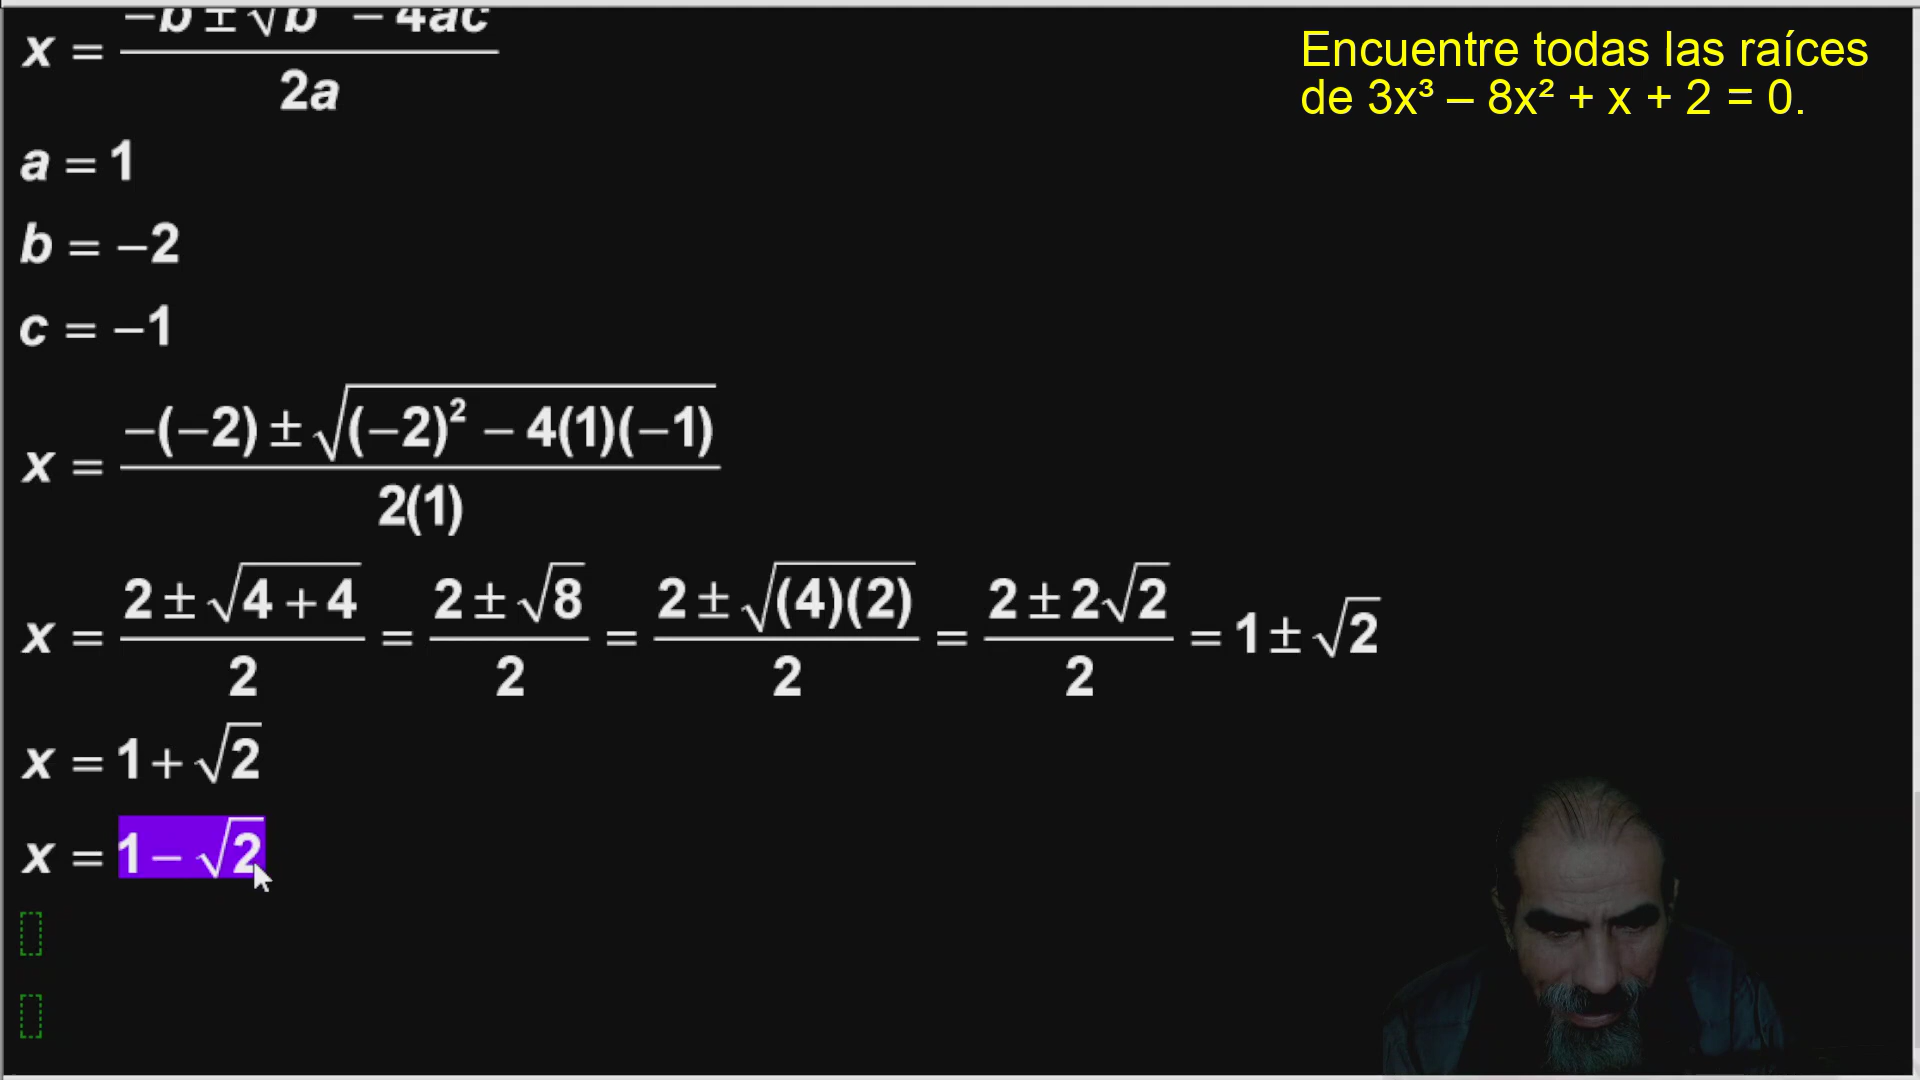 x = (−b ± √b − 4ac) / 2a
Encuentre todas las raíces
de 3x³ – 8x² + x + 2 = 0.
a = 1
b = −2
c = −1
x = (−(−2) ± √((−2)² − 4(1)(−1))) / 2(1)
x = (2 ± √(4 + 4)) / 2 = (2 ± √8) / 2 = (2 ± √((4)(2))) / 2 = (2 ± 2√2) / 2 = 1 ± √2
x = 1 + √2
x = 1 − √2